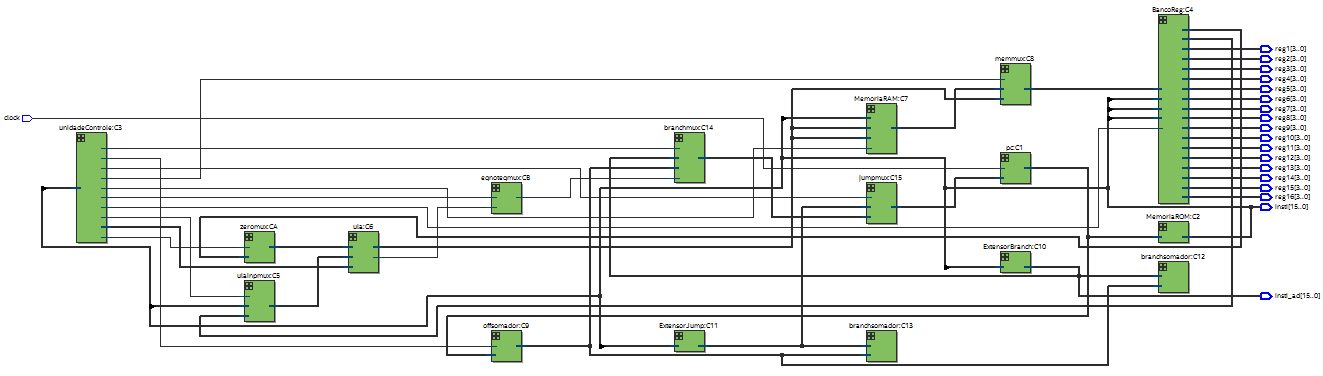 BancoReg:C4
reg1[3..0]
reg2[3..0]
reg3[3..0]
reg4[3..0]
reg5[3..0]
reg6[3..0]
reg7[3..0]
reg8[3..0]
reg9[3..0]
reg10[3..0]
reg11[3..0]
reg12[3..0]
reg13[3..0]
reg14[3..0]
reg15[3..0]
reg16[3..0]
inst[15..0]
memmux:C8
MemoriaRAM:C7
clock
unidadeControle:C3
branchmux:C14
pc:C1
eqnoteqmux:CB
jumpmux:C15
MemoriaROM:C2
zeromux:CA
ula:C6
ExtensorBranch:C10
branchsomador:C12
ulainpmux:C5
inst_ad[15..0]
offsomador:C9
ExtensorJump:C11
branchsomador:C13